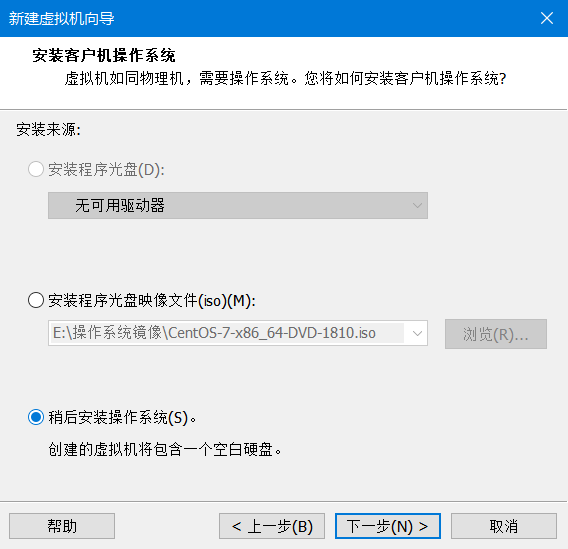 新建虚拟机向导
安装客户机操作系统
虚拟机如同物理机，需要操作系统。您将如何安装客户机操作系统?
安装来源:
安装程序光盘(D):
无可用驱动器
安装程序光盘映像文件(iso)(M):
E:\操作系统镜像\CentOS-7-x86_64-DVD-1810.iso
浏览(R)...
稍后安装操作系统(S)。
创建的虚拟机将包含一个空白硬盘。
帮助
< 上一步(B)
下一步(N) >
取消